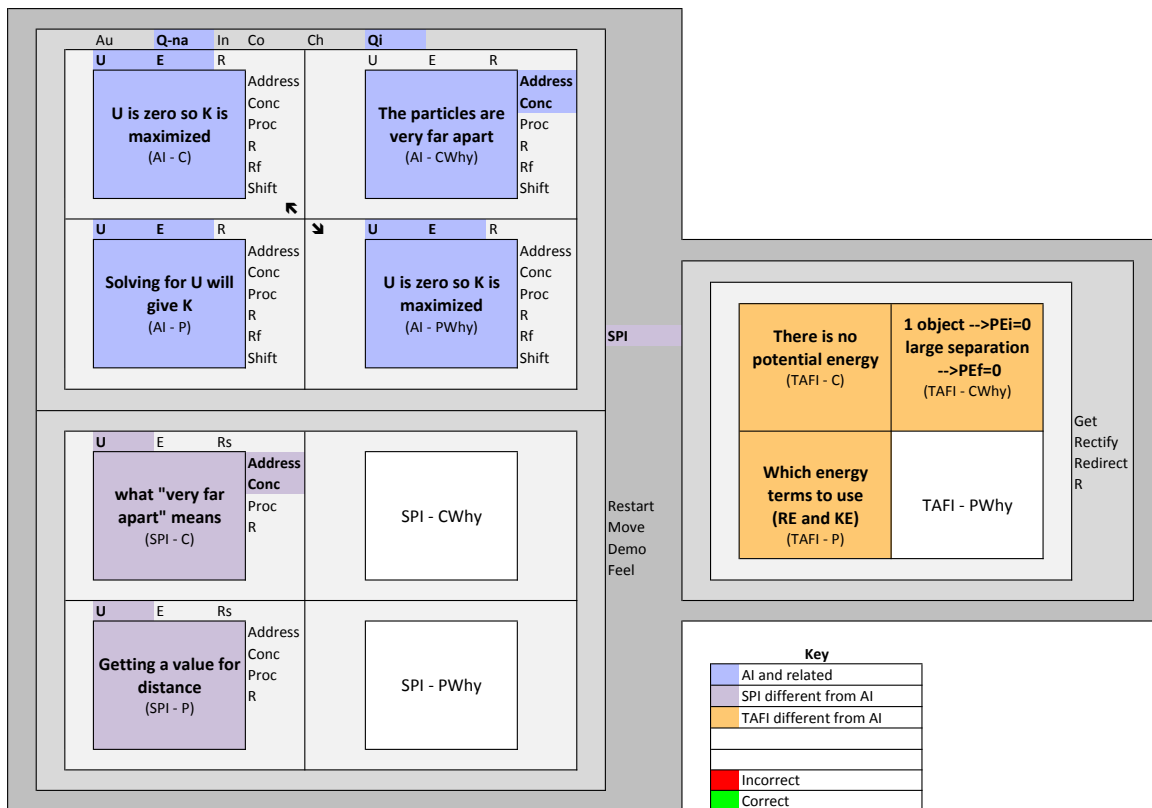 Au Q-na In Co Ch Qi
U E R
U is zero so K is
maximized
(AI - C)
Address
Conc
Proc
R
Rf
Shift
U E R
The particles are
very far apart
(AI - CWhy)
Address
Conc
Proc
R
Rf
Shift
U E R
Solving for U will
give K
(AI - P)
Address
Conc
Proc
R
Rf
Shift
U E R
U is zero so K is
maximized
(AI - PWhy)
Address
Conc
Proc
R
Rf
Shift
SPI
U E Rs
what "very far
apart" means
(SPI - C)
Address
Conc
Proc
R
SPI - CWhy
U E Rs
Getting a value for
distance
(SPI - P)
Address
Conc
Proc
R
SPI - PWhy
Restart
Move
Demo
Feel
There is no
potential energy
(TAFI - C)
1 object -->PEi=0
large separation
-->PEf=0
(TAFI - CWhy)
Which energy
terms to use
(RE and KE)
(TAFI - P)
TAFI - PWhy
Get
Rectify
Redirect
R
Key
AI and related
SPI different from AI
TAFI different from AI
Incorrect
Correct